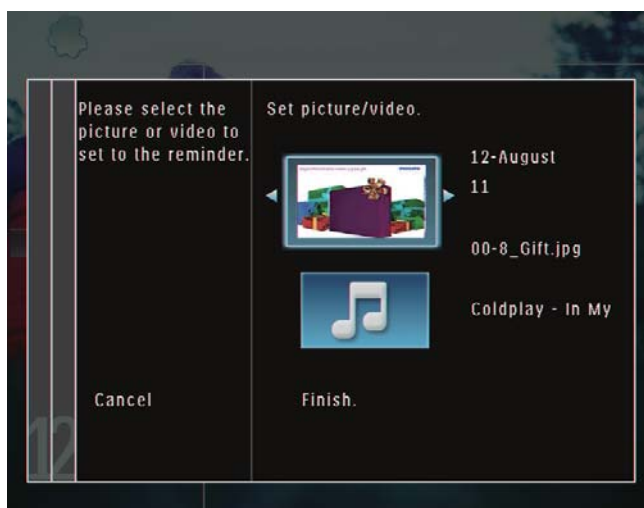 Please select the
picture or video to
set to the reminder.
Set picture/video.
12-August
11
00-8_Gift.jpg
Coldplay - In My
Cancel
Finish.
12